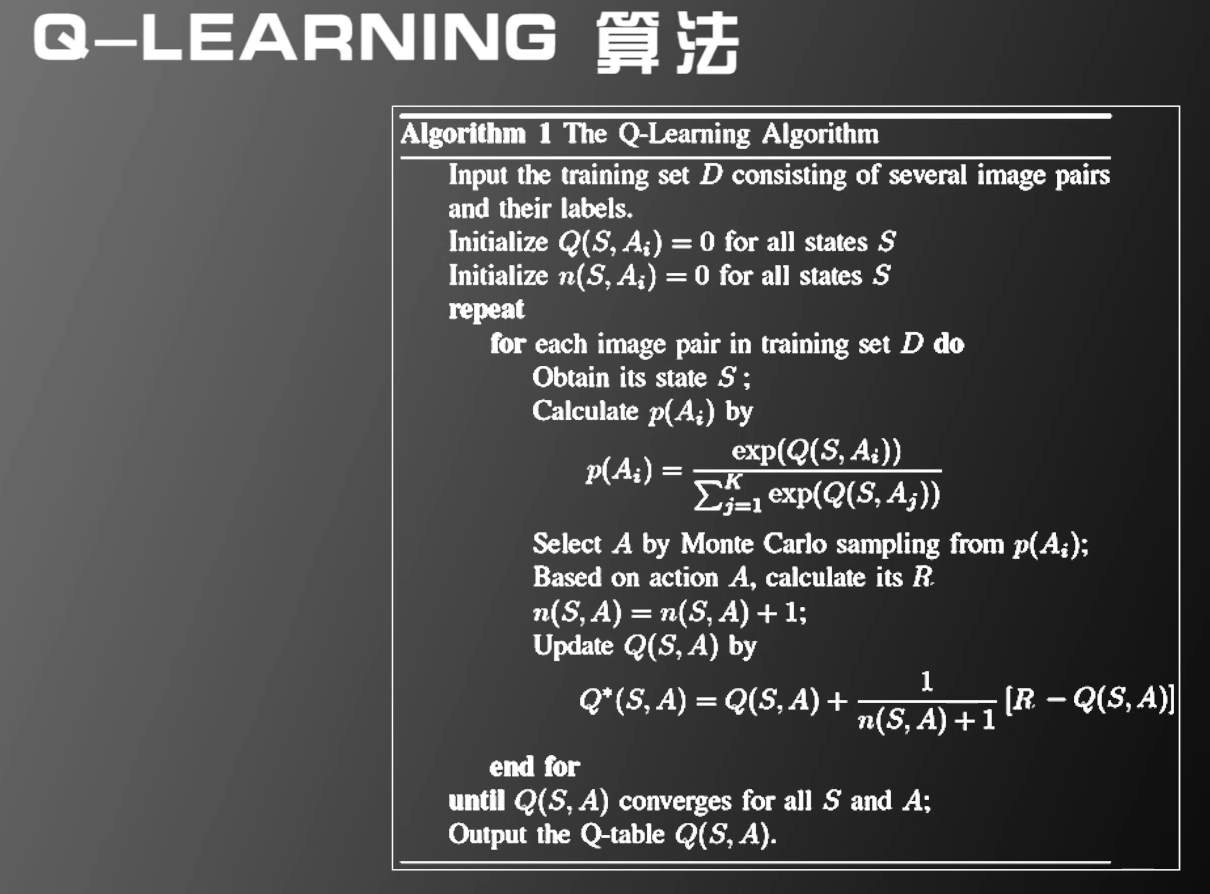 Q-LEARNING 算法
Algorithm 1 The Q-Learning Algorithm
Input the training set D consisting of several image pairs
and their labels.
Initialize Q(S, A_i) = 0 for all states S
Initialize n(S, A_i) = 0 for all states S
repeat
for each image pair in training set D do
Obtain its state S ;
Calculate p(A_i) by
p(A_i) = \frac{\exp(Q(S, A_i))}{\sum_{j=1}^{K} \exp(Q(S, A_j))}
Select A by Monte Carlo sampling from p(A_i);
Based on action A, calculate its R
n(S, A) = n(S, A) + 1;
Update Q(S, A) by
Q^*(S, A) = Q(S, A) + \frac{1}{n(S, A) + 1} [R - Q(S, A)]
end for
until Q(S, A) converges for all S and A;
Output the Q-table Q(S, A).